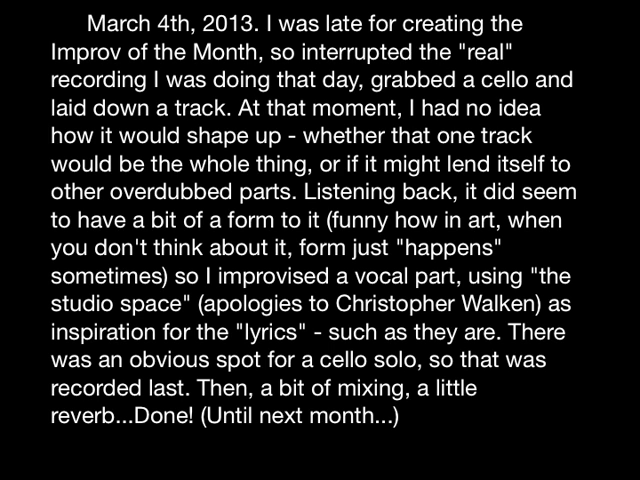 March 4th, 2013. I was late for creating the
Improv of the Month, so interrupted the "real"
recording I was doing that day, grabbed a cello and
laid down a track. At that moment, I had no idea
how it would shape up - whether that one track
would be the whole thing, or if it might lend itself to
other overdubbed parts. Listening back, it did seem
to have a bit of a form to it (funny how in art, when
you don't think about it, form just "happens"
sometimes) so I improvised a vocal part, using "the
studio space" (apologies to Christopher Walken) as
inspiration for the "lyrics" - such as they are. There
was an obvious spot for a cello solo, so that was
recorded last. Then, a bit of mixing, a little
reverb...Done! (Until next month...)